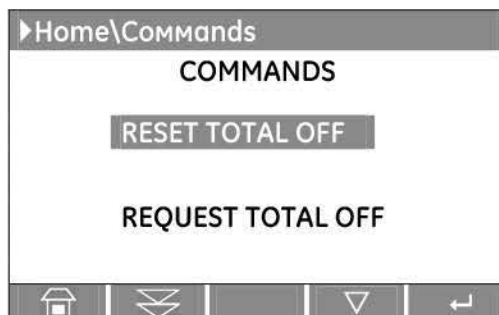 Home\Commands
COMMANDS
RESET TOTAL OFF
REQUEST TOTAL OFF